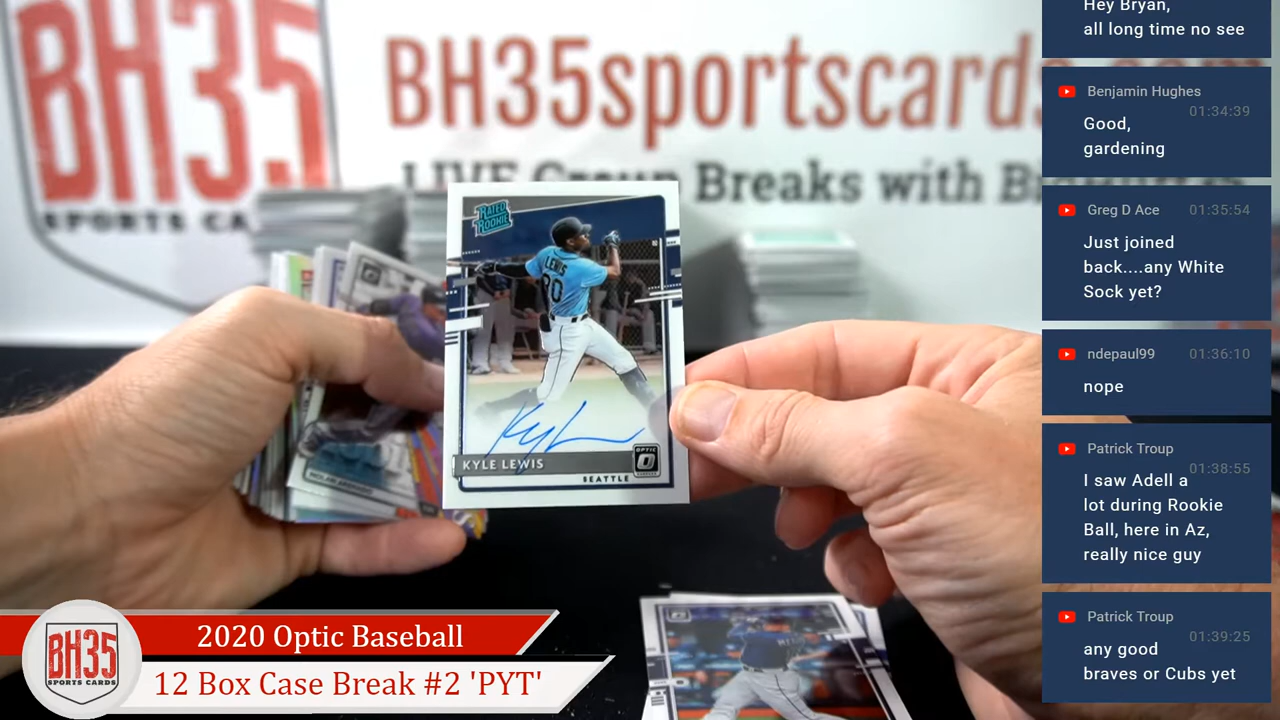 BH35
SPORTS CA
BH35sportscards
LIVE Group Breaks with
RATED
ROOKIE
LEWIS
KYLE LEWIS
OPTIC
SEATTLE
2020 Optic Baseball
12 Box Case Break #2 'PYT'
BH35
SPORTS CARDS
Hey Bryan,
all long time no see
Benjamin Hughes
01:34:39
Good,
gardening
Greg D Ace 01:35:54
Just joined
back....any White
Sock yet?
ndepaul99 01:36:10
nope
Patrick Troup
01:38:55
I saw Adell a
lot during Rookie
Ball, here in Az,
really nice guy
Patrick Troup
01:39:25
any good
braves or Cubs yet